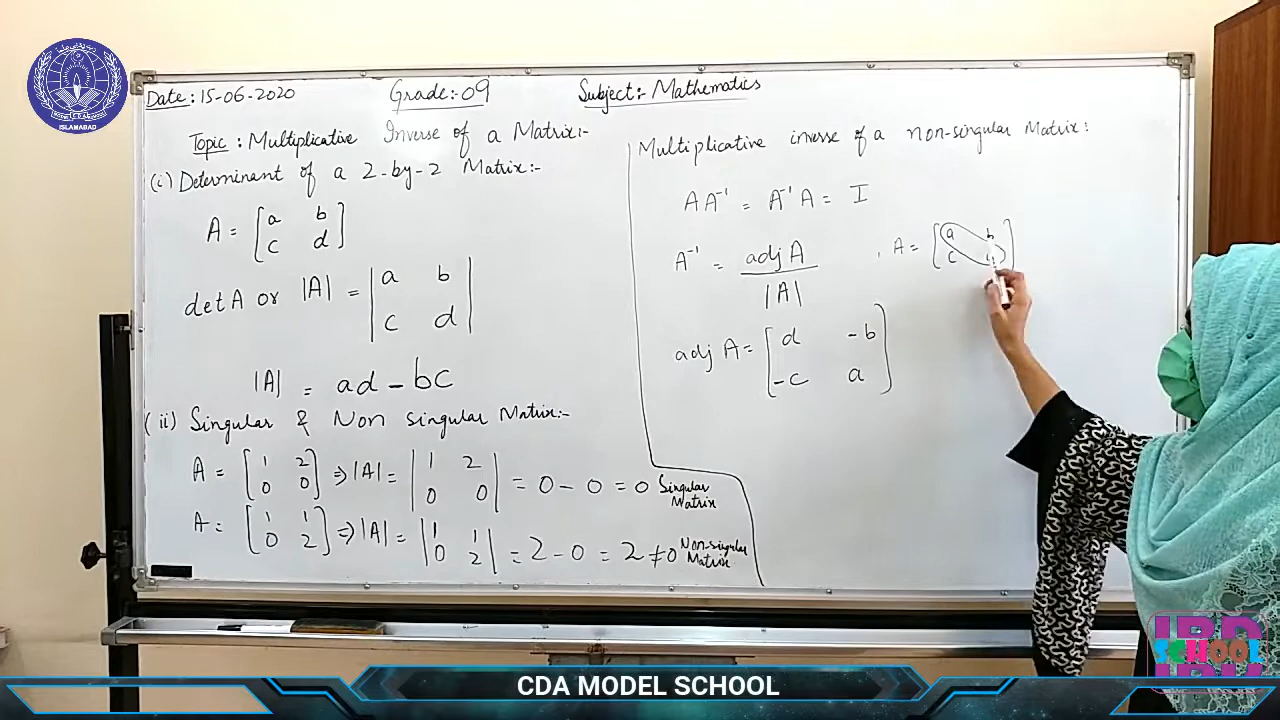 Date: 15-06-2020 Grade:- 09 Subject:- Mathematics
Topic: Multiplicative Inverse of a Matrix:-
(i) Determinant of a 2-by-2 Matrix:-
A = [a b
c d]
det A or |A| = |a b
c d|
|A| = ad - bc
(ii) Singular & Non singular Matrix:-
A = [1 2
0 0] ⇒ |A| = |1 2
0 0| = 0 - 0 = 0 Singular
Matrix
A = [1 1
0 2] ⇒ |A| = |1 1
0 2| = 2 - 0 = 2 ≠ 0 Non-singular
Matrix
Multiplicative inverse of a non-singular Matrix:
AA⁻¹ = A⁻¹A = I
A⁻¹ = adj A
|A|
, A = [a b
c d]
adj A = [d -b
-c a]
ISLAMABAD
SCHOOL
CDA MODEL SCHOOL